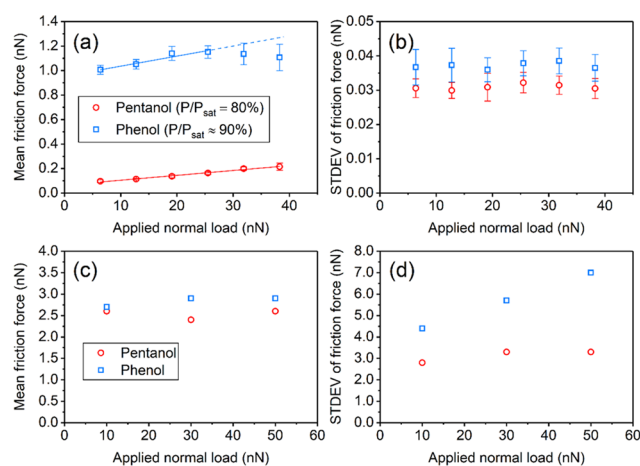 (a)
Mean friction force (nN)
1.4
1.2
1.0
0.8
0.6
0.4
0.2
0.0
Pentanol (P/Psat = 80%)
Phenol (P/Psat ≈ 90%)
0 10 20 30 40
Applied normal load (nN)
(b)
STDEV of friction force (nN)
0.05
0.04
0.03
0.02
0.01
0.00
0 10 20 30 40
Applied normal load (nN)
(c)
Mean friction force (nN)
4.0
3.5
3.0
2.5
2.0
1.5
1.0
0.5
0.0
Pentanol
Phenol
0 10 20 30 40 50 60
Applied normal load (nN)
(d)
STDEV of friction force (nN)
8.0
7.0
6.0
5.0
4.0
3.0
2.0
1.0
0.0
0 10 20 30 40 50 60
Applied normal load (nN)